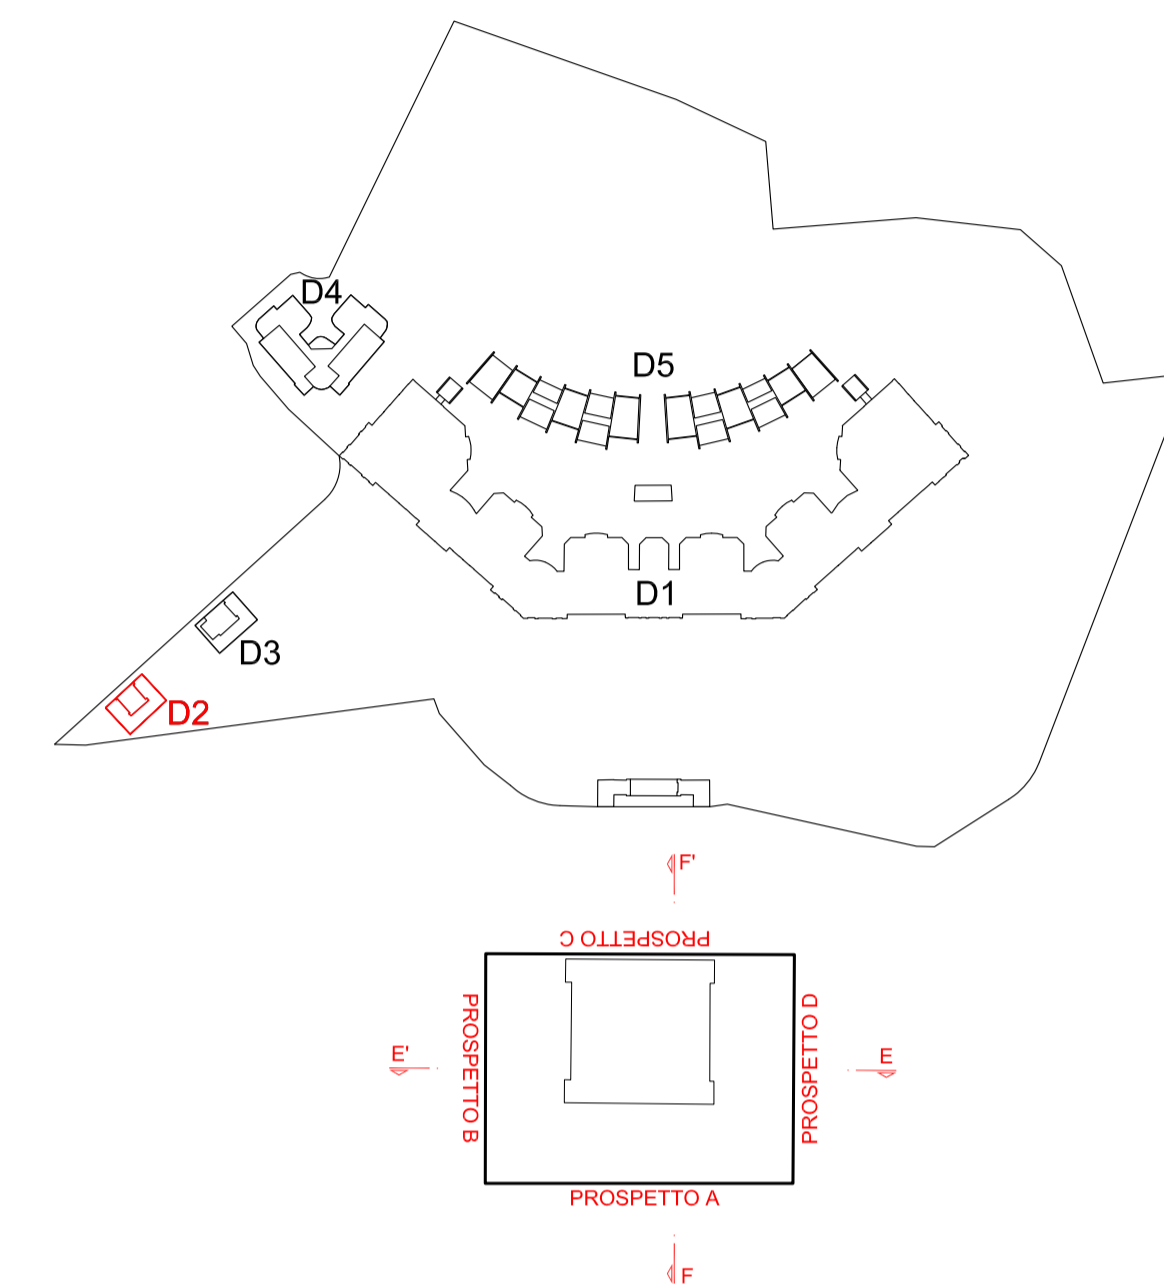 D4
D5
D1
D3
D2
F'
PROSPETTO C
PROSPETTO B
PROSPETTO D
E'
E
PROSPETTO A
F